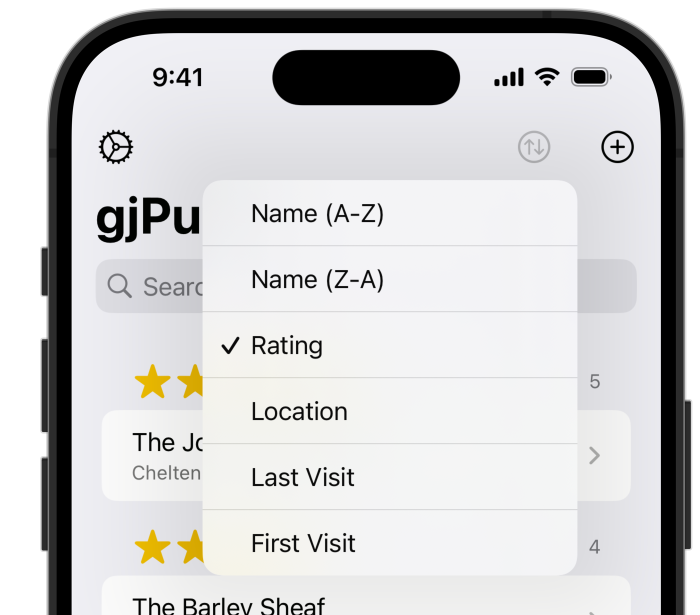 9:41
gjPu
Searc
Name (A-Z)
Name (Z-A)
Rating
Location
Last Visit
First Visit
5
The Jo
Chelten
4
The Barley Sheaf